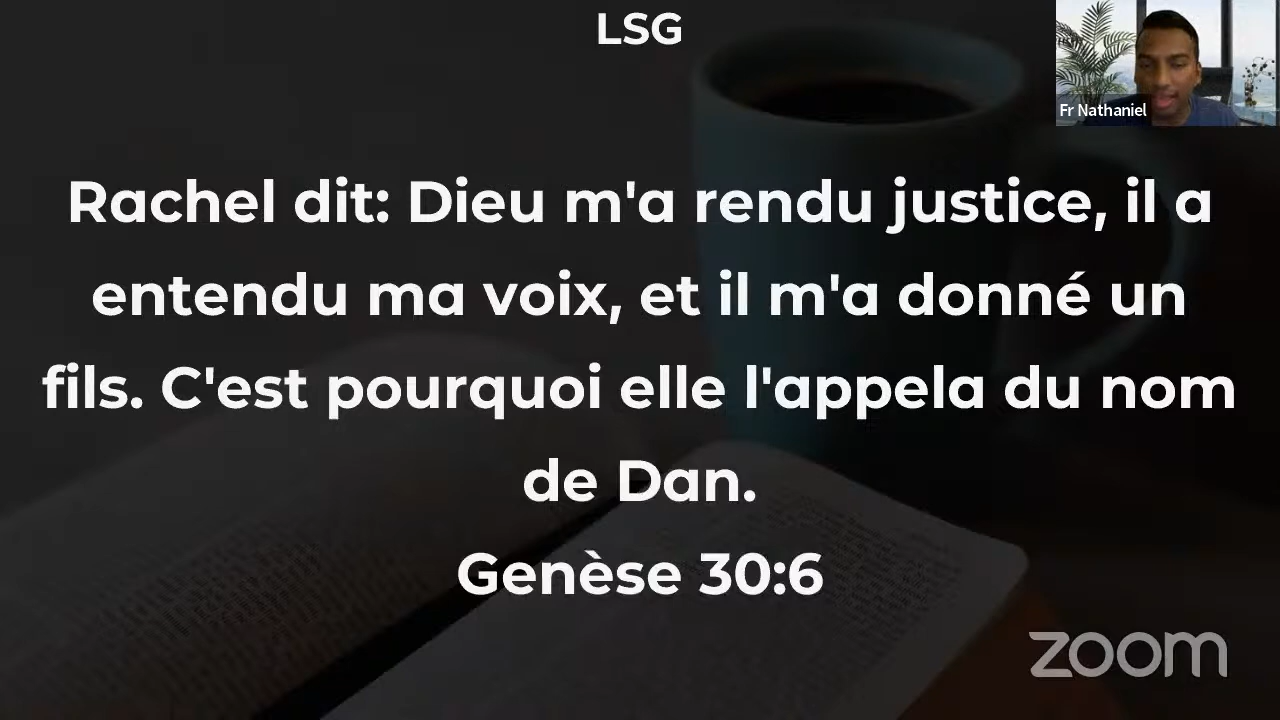 LSG
Fr Nathaniel
Rachel dit: Dieu m'a rendu justice, il a
entendu ma voix, et il m'a donné un
fils. C'est pourquoi elle l'appela du nom
de Dan.
Genèse 30:6
zoom